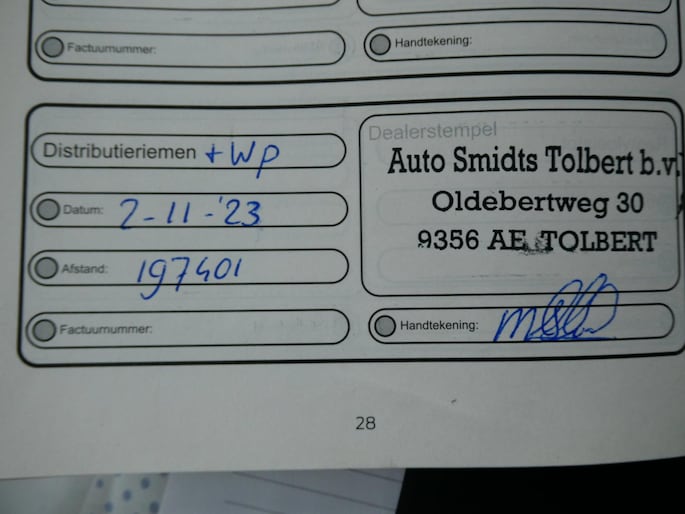 Factuurnummer:
Handtekening:
Distributieriemen + WP
Datum: 2-11-'23
Afstand: 197401
Factuurnummer:
Dealerstempel
Auto Smidts Tolbert b.v.
Oldebertweg 30
9356 AE TOLBERT
Handtekening:
28